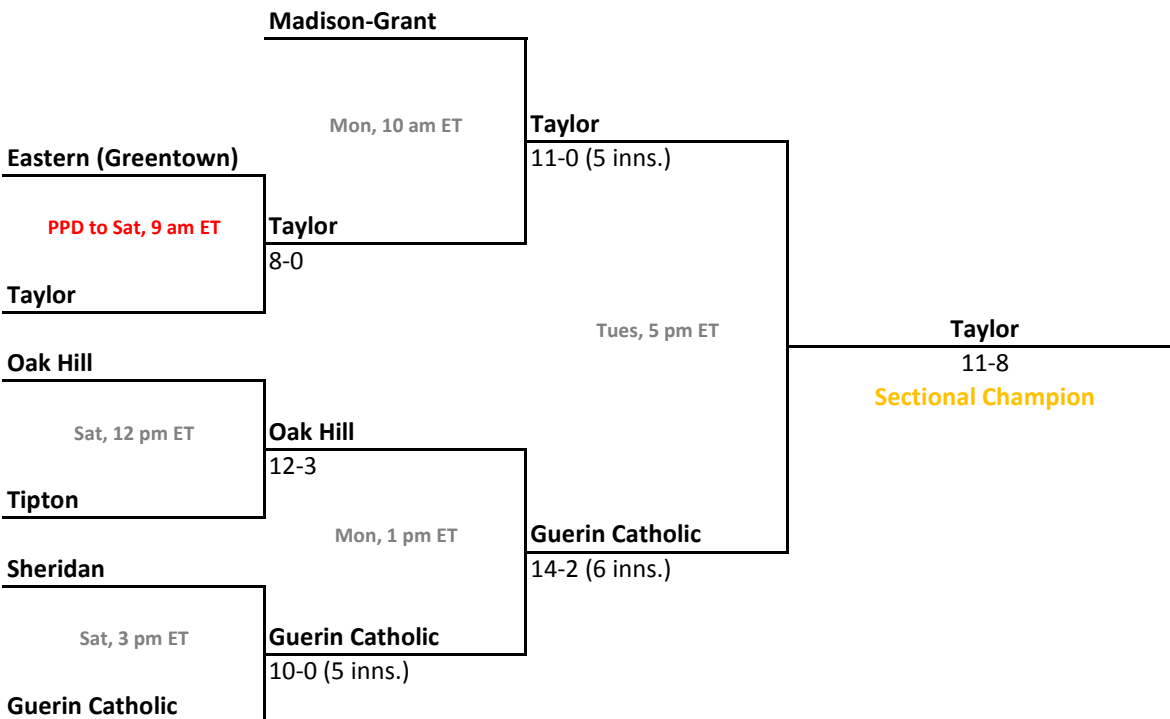 Madison-Grant
Mon, 10 am ET
Taylor
11-0 (5 inns.)
Eastern (Greentown)
PPD to Sat, 9 am ET
Taylor
8-0
Taylor
Tues, 5 pm ET
Taylor
11-8
Sectional Champion
Oak Hill
Sat, 12 pm ET
Oak Hill
12-3
Tipton
Mon, 1 pm ET
Guerin Catholic
14-2 (6 inns.)
Sheridan
Sat, 3 pm ET
Guerin Catholic
10-0 (5 inns.)
Guerin Catholic